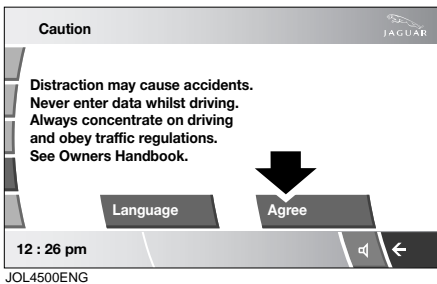 Caution
JAGUAR
Distraction may cause accidents.
Never enter data whilst driving.
Always concentrate on driving
and obey traffic regulations.
See Owners Handbook.
Language
Agree
12 : 26 pm
JOL4500ENG